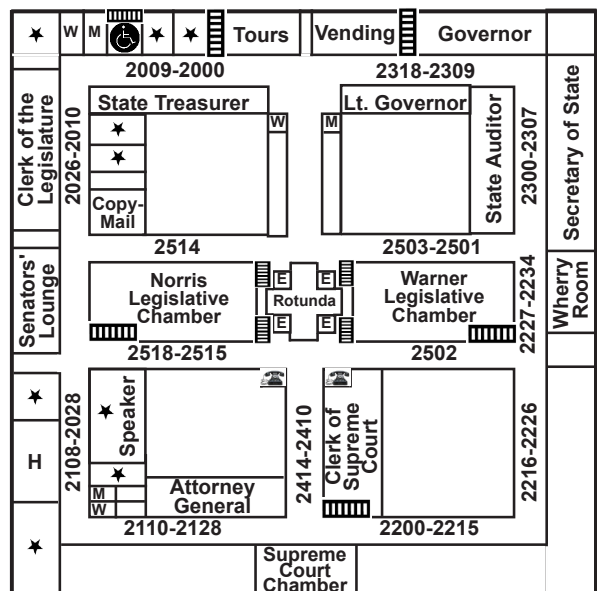 W M Tours Vending Governor
2009-2000 2318-2309
Clerk of the
Legislature
2026-2010
State Treasurer
W
Copy-
Mail
Lt. Governor
M
State Auditor
2300-2307
Secretary of State
2514 2503-2501
Senators'
Lounge
Norris
Legislative
Chamber
E E
Rotunda
E E
Warner
Legislative
Chamber
2227-2234
Wherry
Room
2518-2515 2502
H
2108-2028
Speaker
M
W
Attorney
General
2414-2410
Clerk of
Supreme
Court
2216-2226
2110-2128 2200-2215
Supreme
Court
Chamber